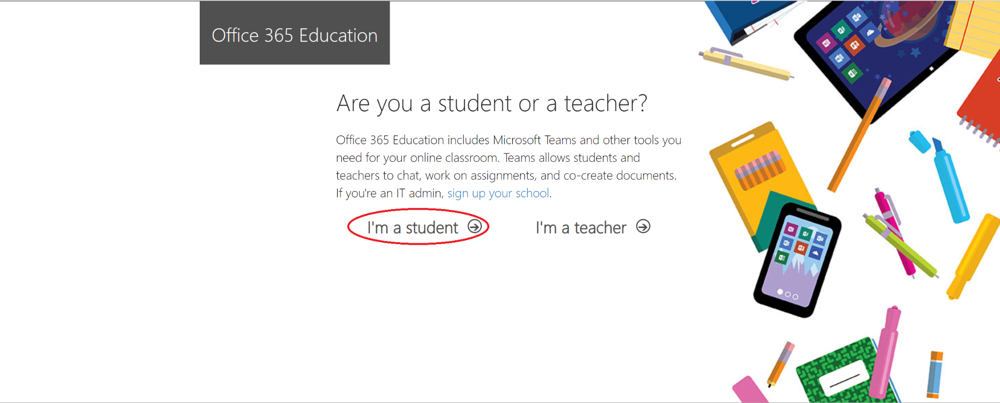 Office 365 Education
Are you a student or a teacher?
Office 365 Education includes Microsoft Teams and other tools you
need for your online classroom. Teams allows students and
teachers to chat, work on assignments, and co-create documents.
If you're an IT admin, sign up your school.
I'm a student
I'm a teacher